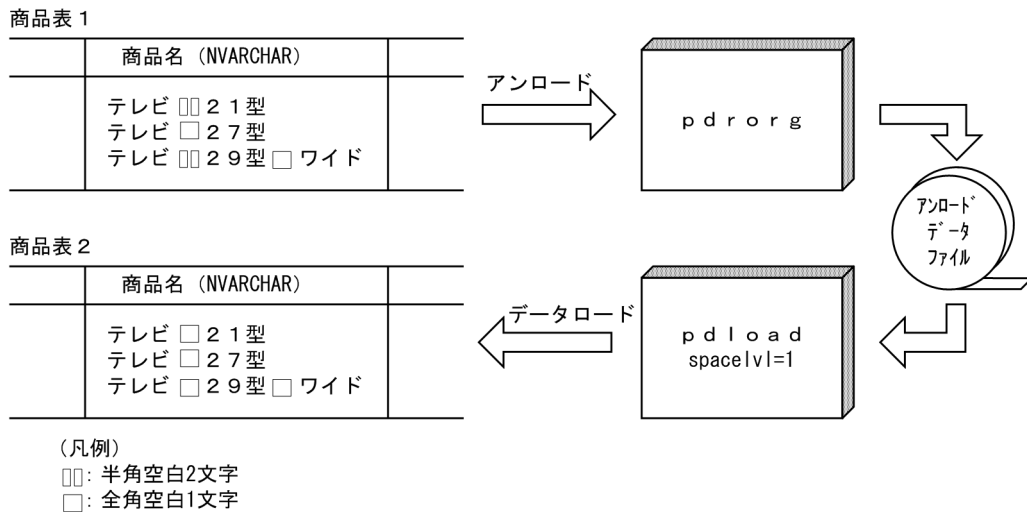 商品表1
商品名（NVARCHAR）
テレビ ▯▯ 21型
テレビ □ 27型
テレビ ▯▯ 29型 □ ワイド
アンロード
ｐｄｒｏｒｇ
ｱﾝﾛｰﾄﾞ
ﾃﾞｰﾀ
ﾌｧｲﾙ
商品表2
商品名（NVARCHAR）
テレビ □ 21型
テレビ □ 27型
テレビ □ 29型 □ ワイド
データロード
ｐｄｌｏａｄ
spacelvl=1
（凡例）
▯▯：半角空白2文字
□：全角空白1文字